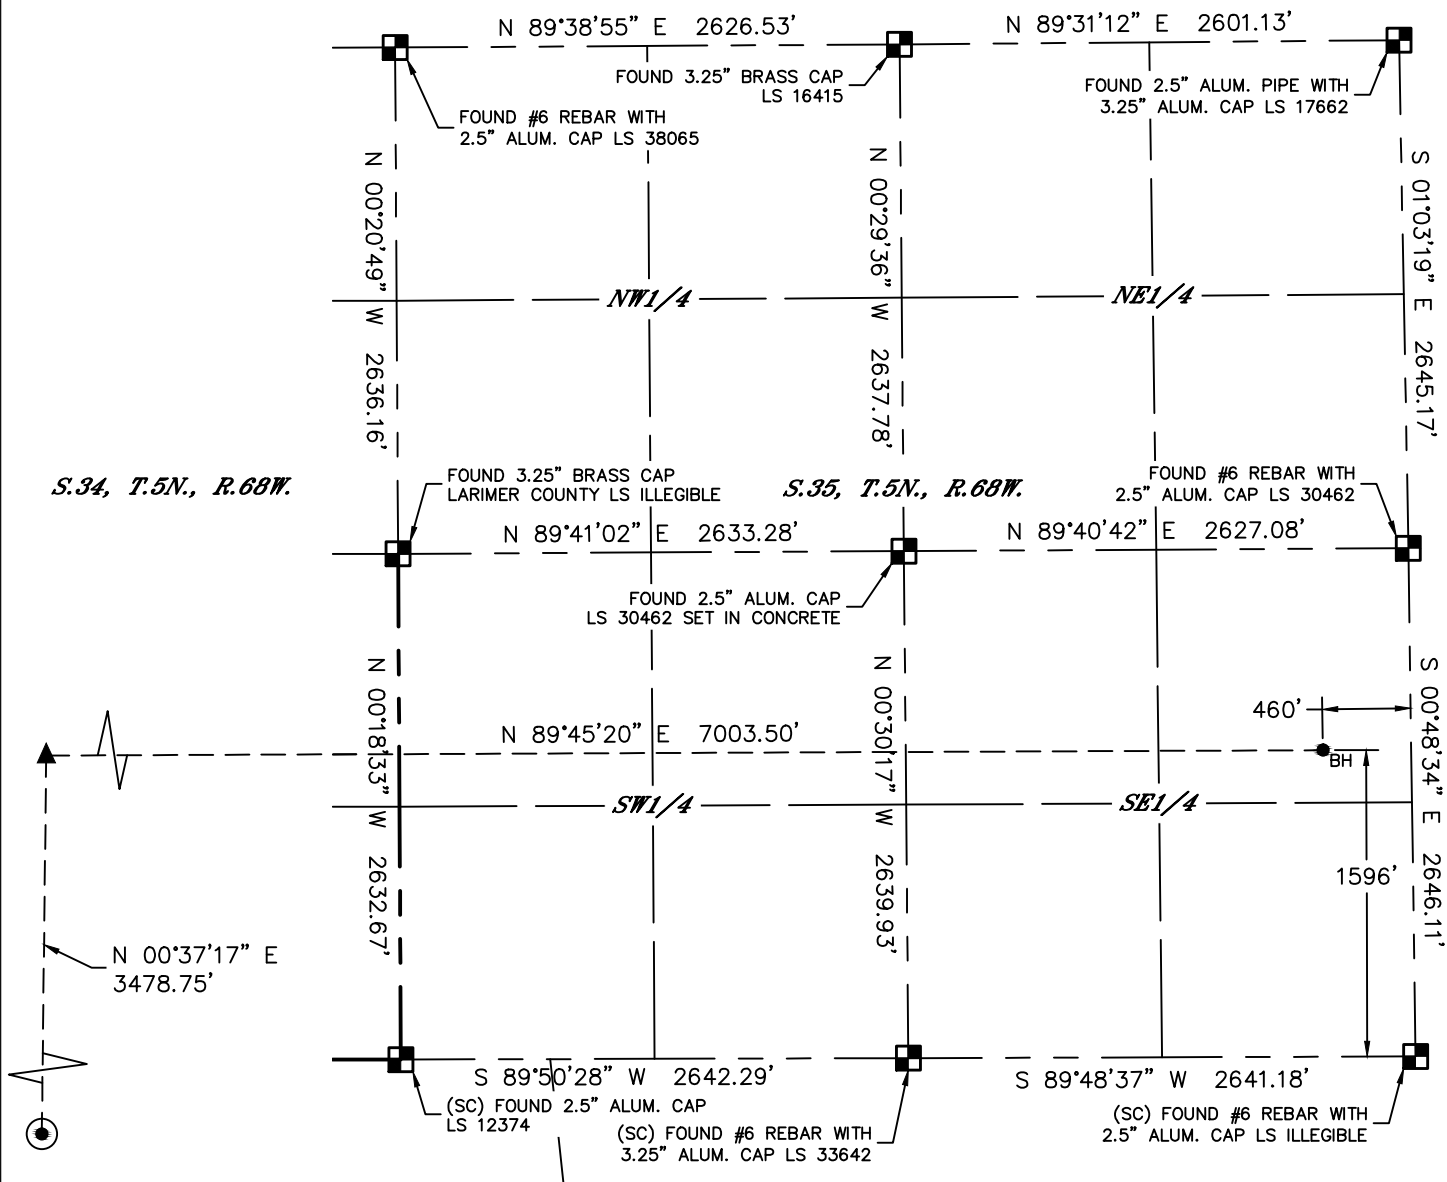 N 89°38'55" E 2626.53'
N 89°31'12" E 2601.13'
FOUND 3.25" BRASS CAP
LS 16415
FOUND 2.5" ALUM. PIPE WITH
3.25" ALUM. CAP LS 17662
FOUND #6 REBAR WITH
2.5" ALUM. CAP LS 38065
N 00°20'49" W 2636.16'
N 00°29'36" W 2637.78'
S 01°03'19" E 2645.17'
NW1/4
NE1/4
S.34, T.5N., R.68W.
FOUND 3.25" BRASS CAP
LARIMER COUNTY LS ILLEGIBLE
S.35, T.5N., R.68W.
FOUND #6 REBAR WITH
2.5" ALUM. CAP LS 30462
N 89°41'02" E 2633.28'
N 89°40'42" E 2627.08'
FOUND 2.5" ALUM. CAP
LS 30462 SET IN CONCRETE
N 00°18'33" W 2632.67'
N 00°30'17" W 2639.93'
S 00°48'34" E 2646.11'
460'
N 89°45'20" E 7003.50'
BH
SW1/4
SE1/4
1596'
N 00°37'17" E
3478.75'
S 89°50'28" W 2642.29'
S 89°48'37" W 2641.18'
(SC) FOUND 2.5" ALUM. CAP
LS 12374
(SC) FOUND #6 REBAR WITH
3.25" ALUM. CAP LS 33642
(SC) FOUND #6 REBAR WITH
2.5" ALUM. CAP LS ILLEGIBLE